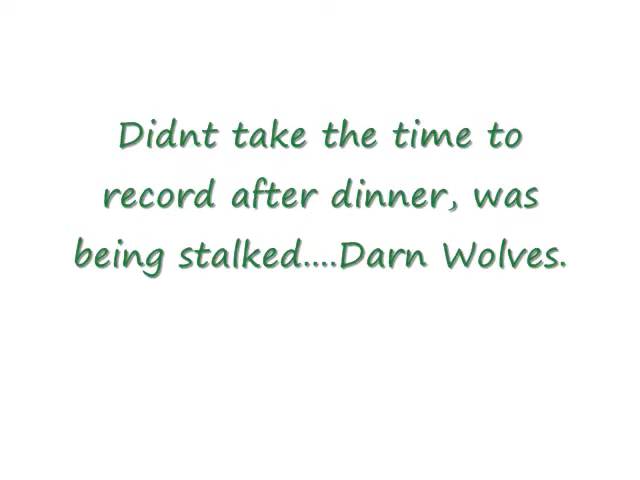 Didnt take the time to
record after dinner, was
being stalked....Darn Wolves.